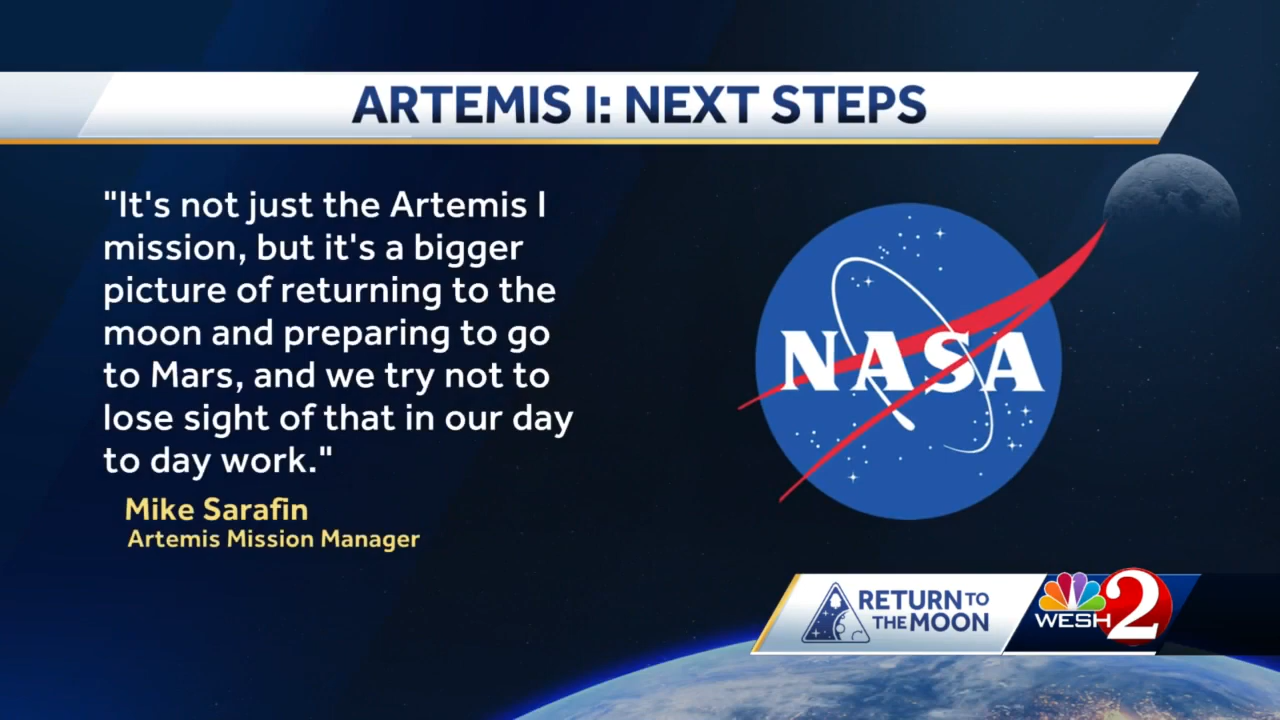 ARTEMIS I: NEXT STEPS
"It's not just the Artemis I
mission, but it's a bigger
picture of returning to the
moon and preparing to go
to Mars, and we try not to
lose sight of that in our day
to day work."
Mike Sarafin
Artemis Mission Manager
NASA
RETURN TO
THE MOON
WESH 2